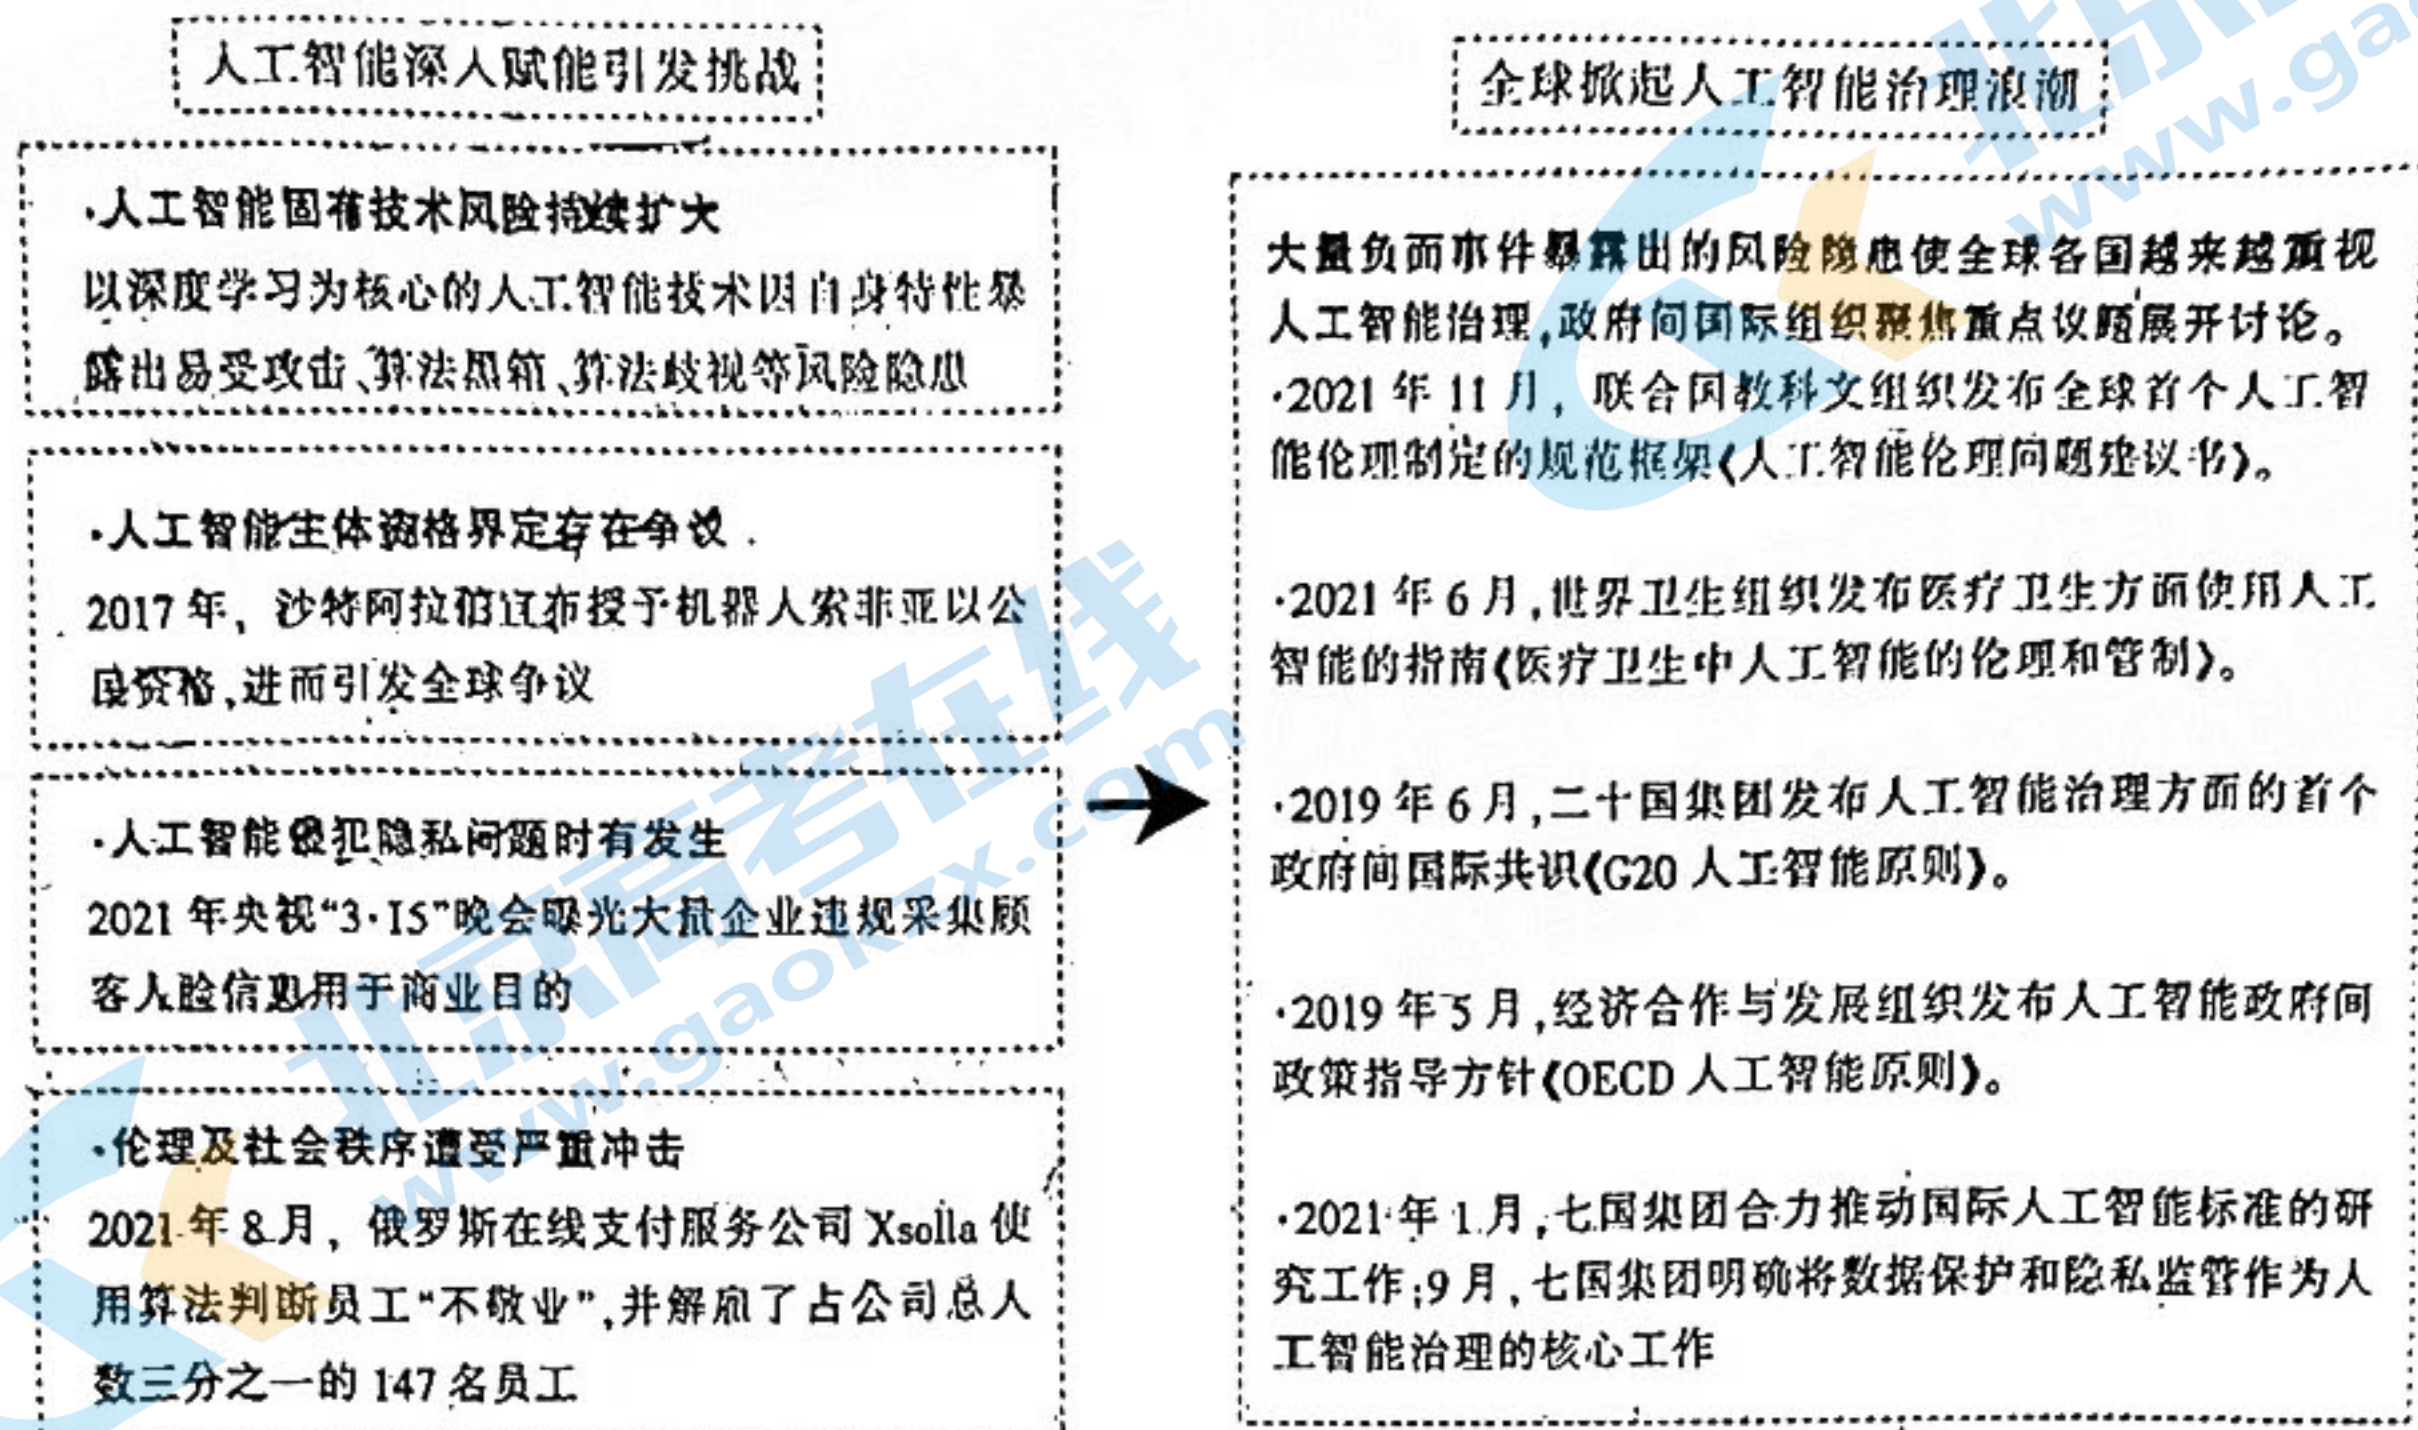 人工智能深入赋能引发挑战
·人工智能固有技术风险持续扩大
以深度学习为核心的人工智能技术因自身特性暴
露出易受攻击、算法黑箱、算法歧视等风险隐患
·人工智能主体资格界定存在争议
2017年，沙特阿拉伯宣布授予机器人索非亚以公
民资格,进而引发全球争议
·人工智能侵犯隐私问题时有发生
2021年央视“3·15”晚会曝光大量企业违规采集顾
客人脸信息用于商业目的
·伦理及社会秩序遭受严重冲击
2021年8月，俄罗斯在线支付服务公司Xsolla使
用算法判断员工“不敬业”,并解雇了占公司总人
数三分之一的147名员工
全球掀起人工智能治理浪潮
大量负面事件暴露出的风险隐患使全球各国越来越重视
人工智能治理,政府间国际组织聚焦重点议题展开讨论。
·2021年11月，联合国教科文组织发布全球首个人工智
能伦理制定的规范框架《人工智能伦理问题建议书》。
·2021年6月,世界卫生组织发布医疗卫生方面使用人工
智能的指南《医疗卫生中人工智能的伦理和管制》。
·2019年6月,二十国集团发布人工智能治理方面的首个
政府间国际共识《G20人工智能原则》。
·2019年5月,经济合作与发展组织发布人工智能政府间
政策指导方针《OECD人工智能原则》。
·2021年1月,七国集团合力推动国际人工智能标准的研
究工作;9月,七国集团明确将数据保护和隐私监管作为人
工智能治理的核心工作
北京高考在线
www.gaokzx.com
www.ga